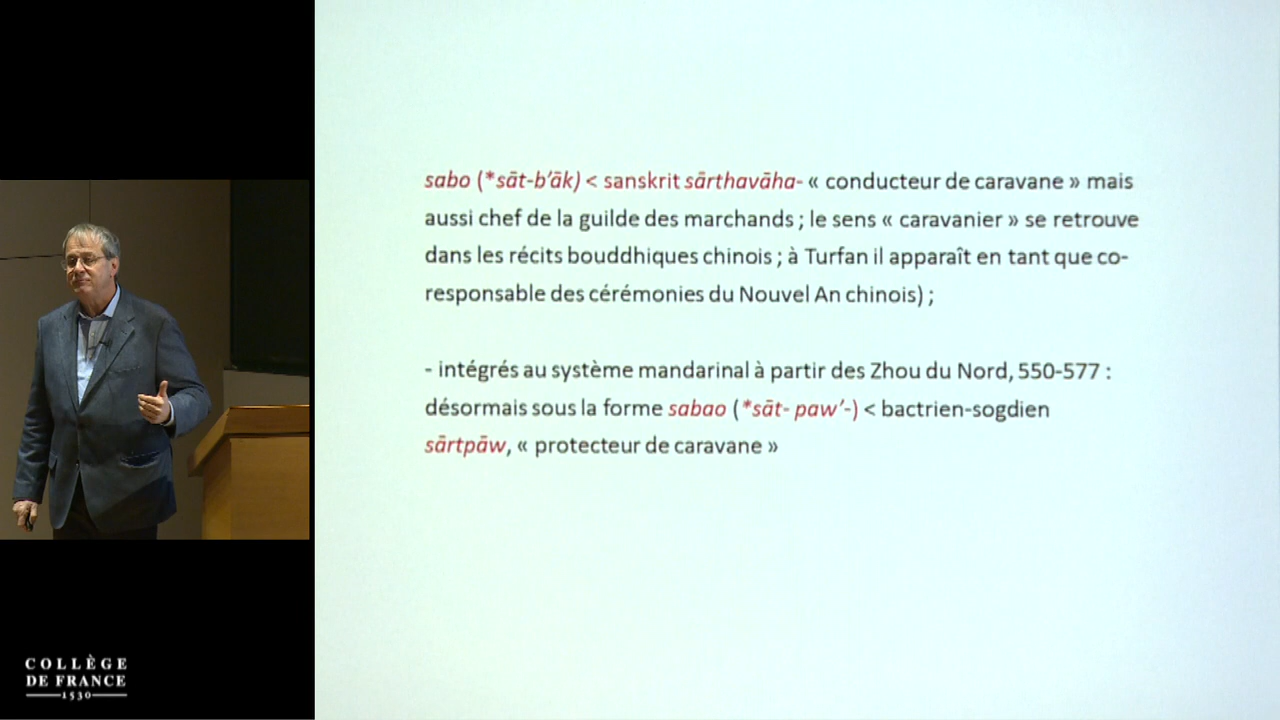 sabo (*sāt-b’āk) < sanskrit sārthavāha- « conducteur de caravane » mais
aussi chef de la guilde des marchands ; le sens « caravanier » se retrouve
dans les récits bouddhiques chinois ; à Turfan il apparaît en tant que co-
responsable des cérémonies du Nouvel An chinois) ;
- intégrés au système mandarinal à partir des Zhou du Nord, 550-577 :
désormais sous la forme sabao (*sāt- paw’-) < bactrien-sogdien
sārtpāw, « protecteur de caravane »
COLLÈGE
DE FRANCE
1530